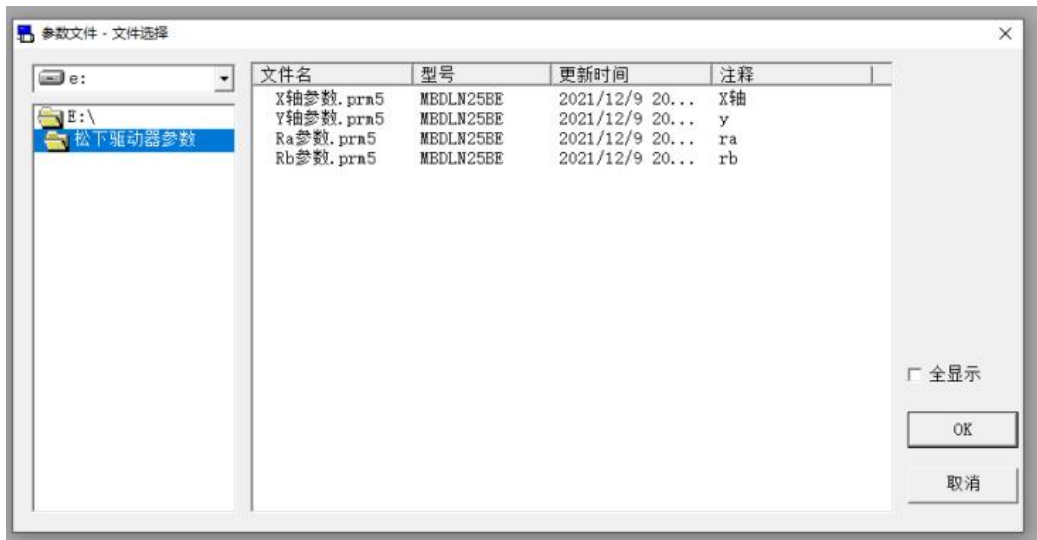 参数文件 - 文件选择
e:
E:\
松下驱动器参数
文件名 型号 更新时间 注释
X轴参数.prm5 MBDLN25BE 2021/12/9 20... X轴
Y轴参数.prm5 MBDLN25BE 2021/12/9 20... y
Ra参数.prm5 MBDLN25BE 2021/12/9 20... ra
Rb参数.prm5 MBDLN25BE 2021/12/9 20... rb
全显示
OK
取消